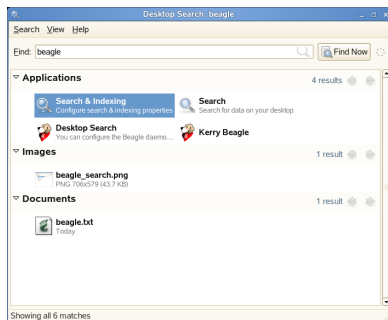 Desktop Search: beagle
Search View Help
Find: beagle Find Now
Applications 4 results
Search & Indexing
Configure search & indexing properties
Search
Search for data on your desktop
Desktop Search
You can configure the Beagle daemo...
Kerry Beagle
Images 1 result
beagle_search.png
PNG 706x579 (43.7 KB)
Documents 1 result
beagle.txt
Today
Showing all 6 matches